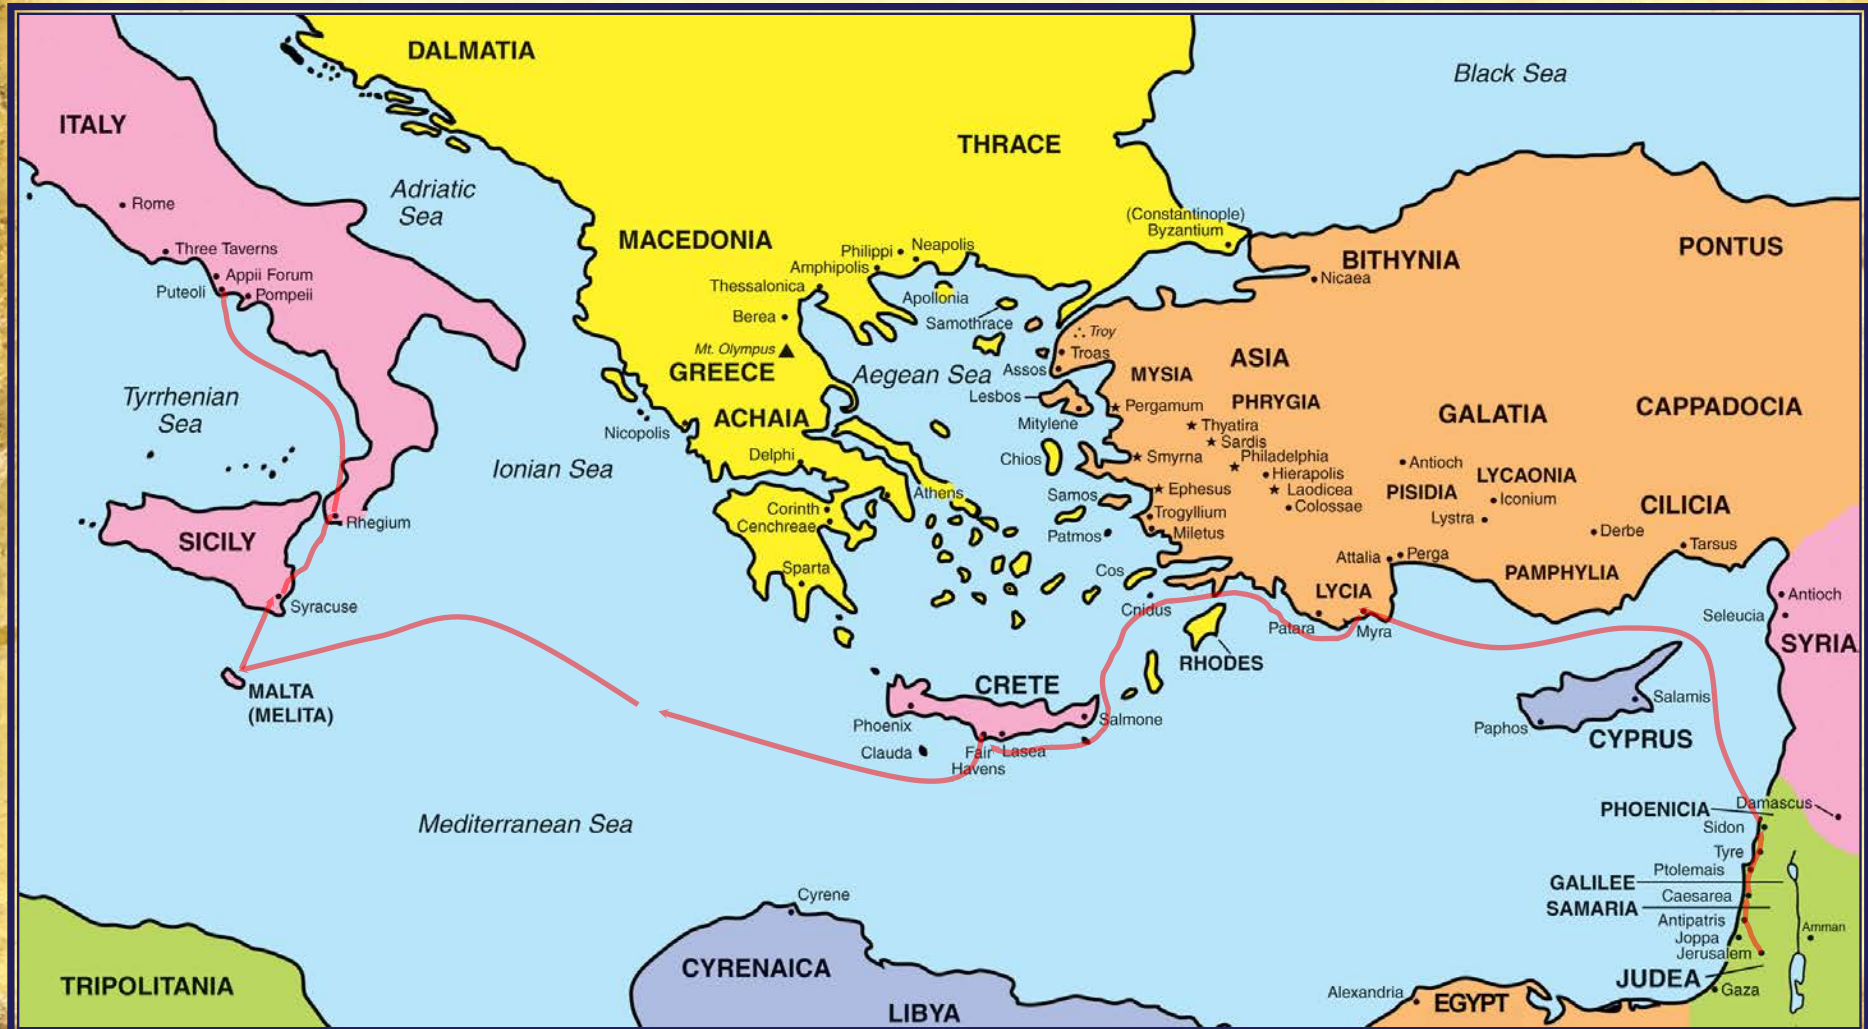 DALMATIA
Black Sea
ITALY
THRACE
Adriatic
Sea
Rome
(Constantinople)
Byzantium
MACEDONIA
Philippi
Neapolis
Amphipolis
BITHYNIA
PONTUS
Three Taverns
Appii Forum
Puteoli
Pompeii
Thessalonica
Apollonia
Nicaea
Berea
Samothrace
Troy
Troas
Mt. Olympus
GREECE
Aegean Sea
Assos
ASIA
MYSIA
Lesbos
Tyrrhenian
Sea
Pergamum
PHRYGIA
GALATIA
CAPPADOCIA
ACHAIA
Nicopolis
Mitylene
Thyatira
Sardis
Delphi
Chios
Smyrna
Philadelphia
Antioch
Ionian Sea
Hierapolis
LYCAONIA
Athens
Samos
Ephesus
Laodicea
PISIDIA
Iconium
Corinth
Colossae
CILICIA
Cenchreae
Trogyllium
Lystra
Rhegium
SICILY
Patmos
Miletus
Derbe
Tarsus
Attalia
Perga
Sparta
Cos
PAMPHYLIA
LYCIA
Antioch
Syracuse
Cnidus
Patara
Myra
Seleucia
SYRIA
RHODES
CRETE
MALTA
(MELITA)
Salamis
Phoenix
Salmone
Paphos
CYPRUS
Clauda
Fair
Havens
Lasea
Mediterranean Sea
PHOENICIA
Damascus
Sidon
Tyre
Ptolemais
GALILEE
Caesarea
SAMARIA
Cyrene
Antipatris
Joppa
Amman
Jerusalem
CYRENAICA
JUDEA
TRIPOLITANIA
Alexandria
EGYPT
Gaza
LIBYA